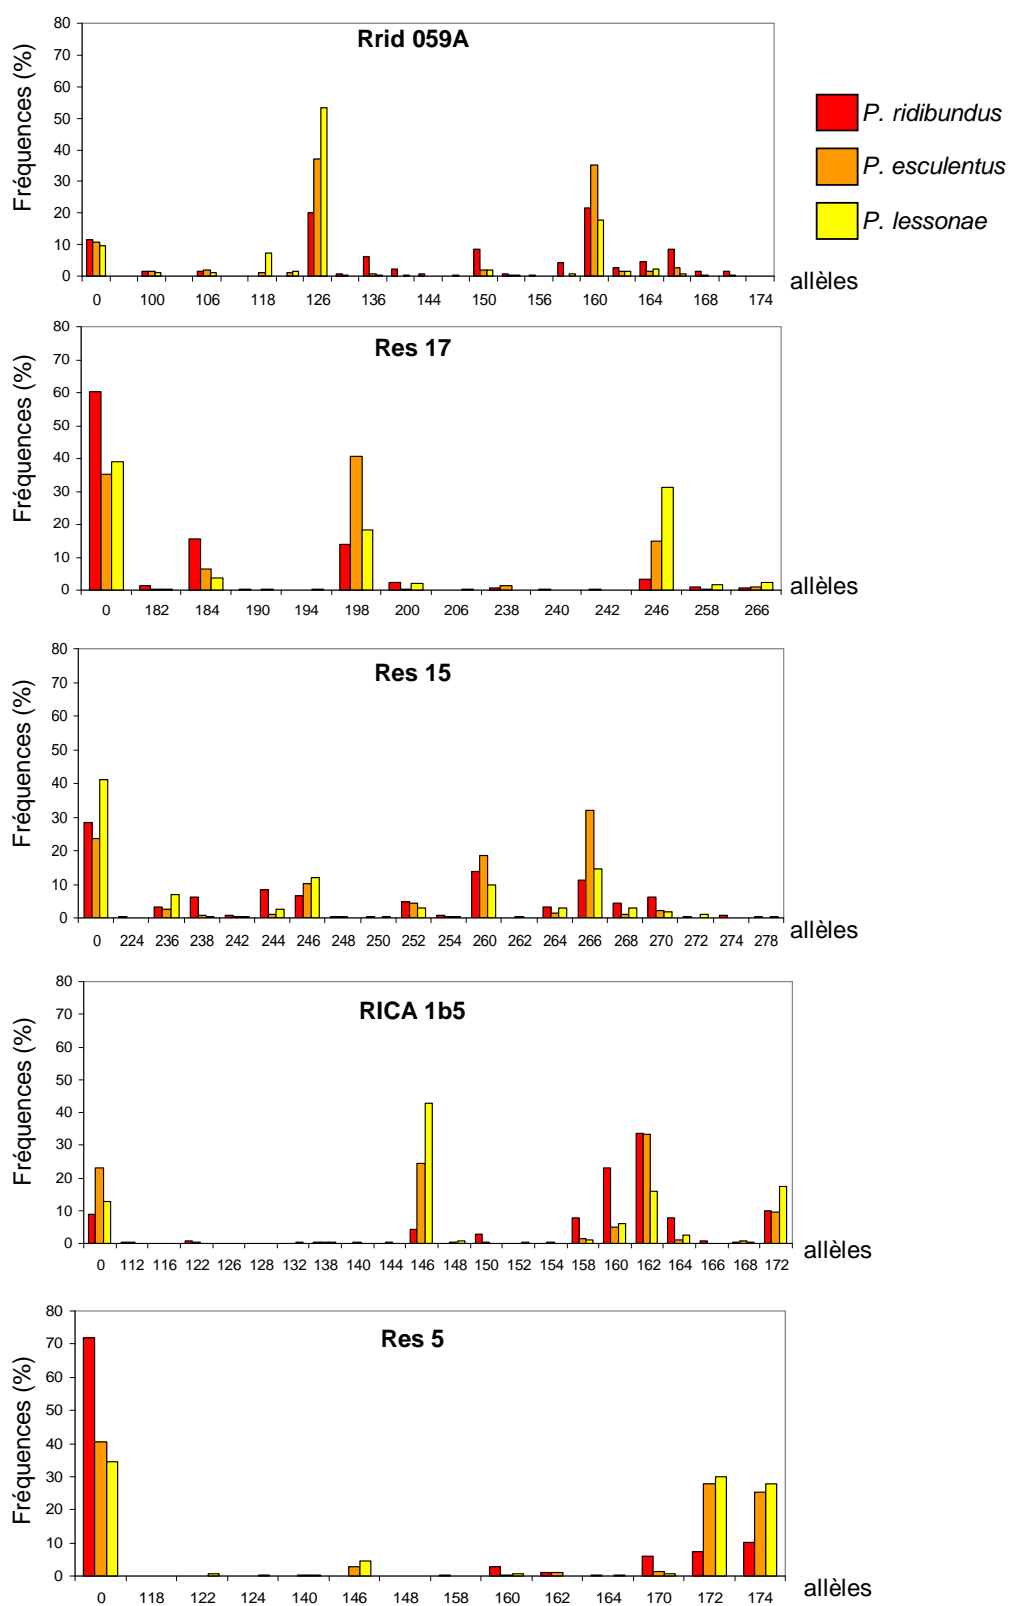 Rrid 059A
Fréquences (%)
80
70
60
50
40
30
20
10
0
0 100 106 118 126 136 144 150 156 160 164 168 174
allèles
P. ridibundus
P. esculentus
P. lessonae
Res 17
Fréquences (%)
80
70
60
50
40
30
20
10
0
0 182 184 190 194 198 200 206 238 240 242 246 258 266
allèles
Res 15
Fréquences (%)
80
70
60
50
40
30
20
10
0
0 224 236 238 242 244 246 248 250 252 254 260 262 264 266 268 270 272 274 278
allèles
RICA 1b5
Fréquences (%)
80
70
60
50
40
30
20
10
0
0 112 116 122 126 128 132 138 140 144 146 148 150 152 154 158 160 162 164 166 168 172
allèles
Res 5
Fréquences (%)
80
70
60
50
40
30
20
10
0
0 118 122 124 140 146 148 158 160 162 164 170 172 174
allèles